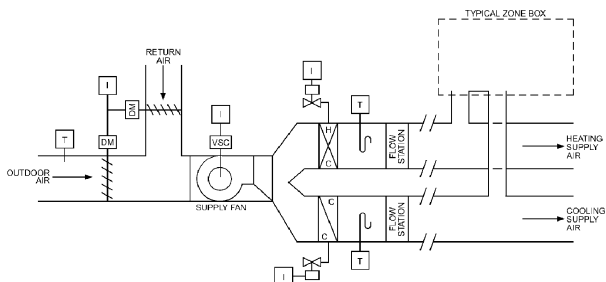 TYPICAL ZONE BOX
RETURN
AIR
I
I
I
DM
T
T
H
DM
VSC
C
FLOW
STATION
HEATING
SUPPLY
AIR
OUTDOOR
AIR
SUPPLY FAN
C
C
FLOW
STATION
COOLING
SUPPLY
AIR
T
I